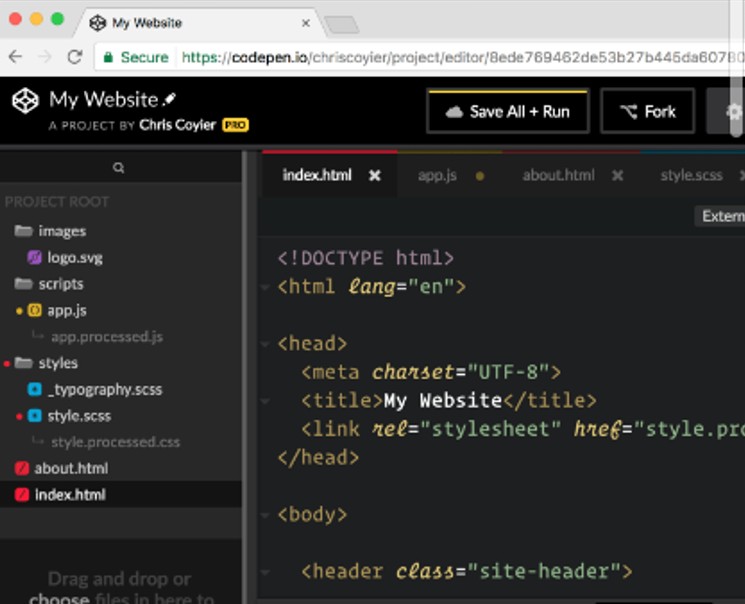 My Website
Secure https://codepen.io/chriscoyier/project/editor/8ede769462de53b27b445da60780
My Website
A PROJECT BY Chris Coyier PRO
Save All + Run
Fork
index.html
app.js
about.html
style.scss
PROJECT ROOT
images
logo.svg
scripts
app.js
app.processed.js
styles
_typography.scss
style.scss
style.processed.css
about.html
index.html
Drag and drop or
choose files in here to
Extern
<!DOCTYPE html>
<html lang="en">
<head>
<meta charset="UTF-8">
<title>My Website</title>
<link rel="stylesheet" href="style.pro
</head>
<body>
<header class="site-header">